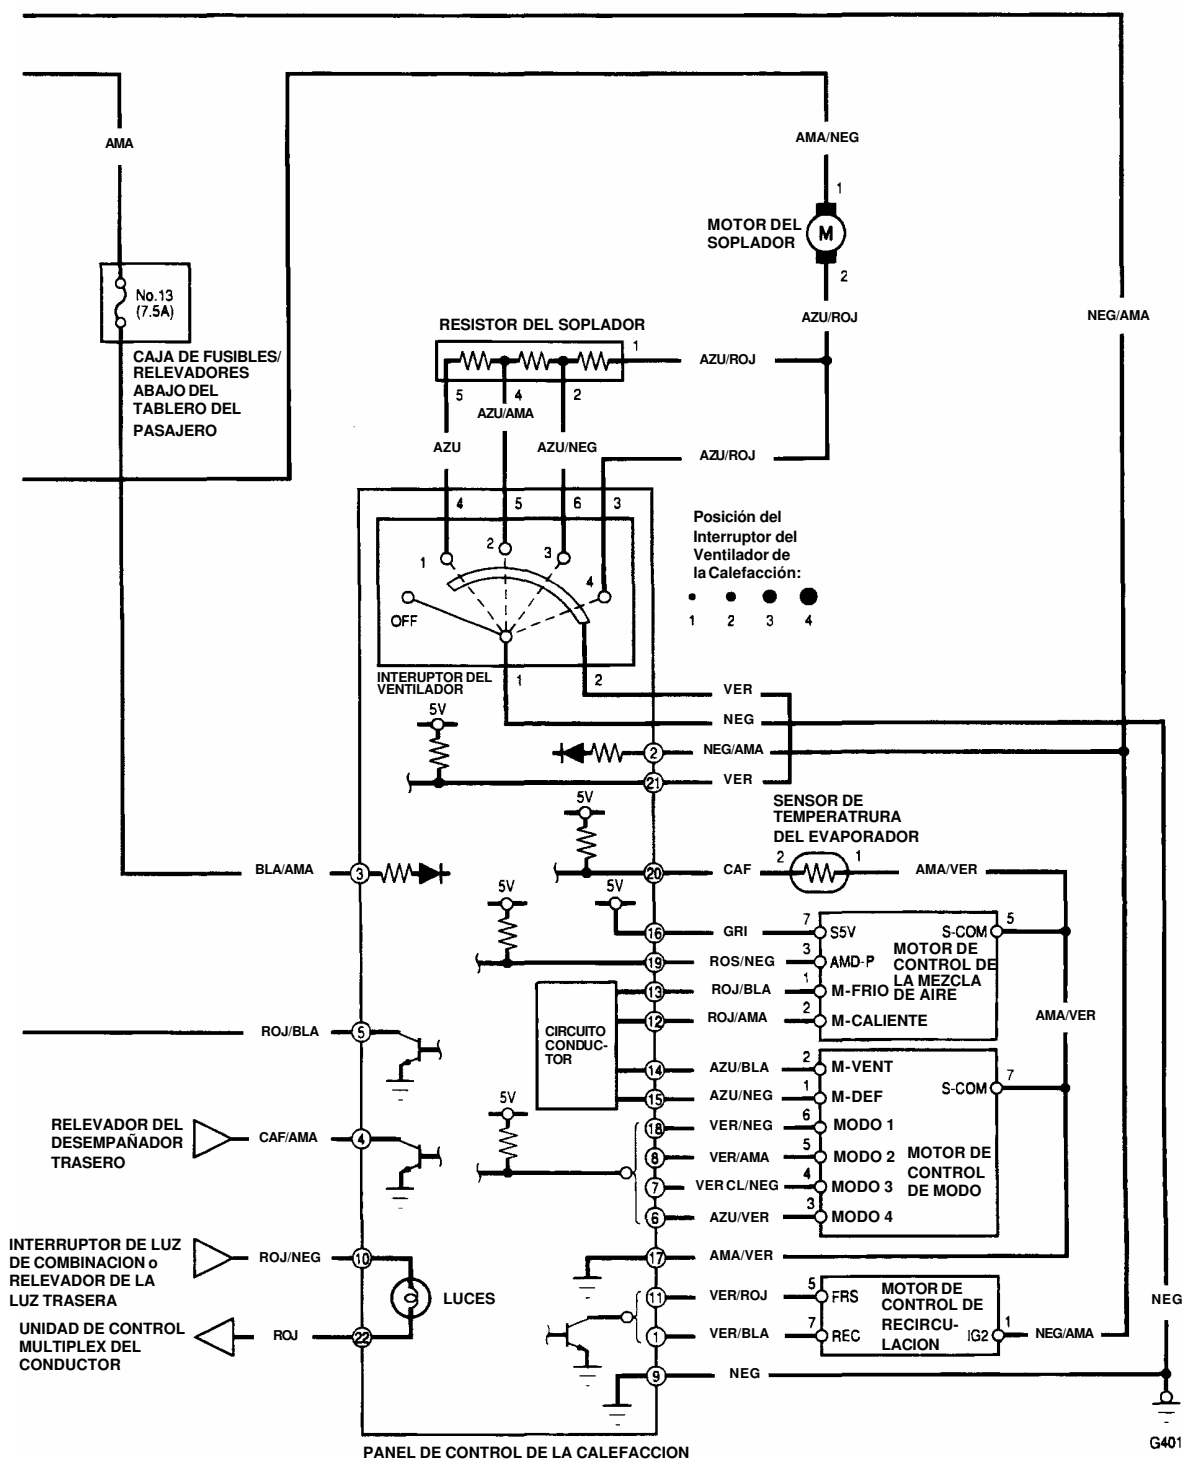 AMA
AMA/NEG
1
MOTOR DEL
SOPLADOR
M
2
No.13
(7.5A)
AZU/ROJ
NEG/AMA
RESISTOR DEL SOPLADOR
1
AZU/ROJ
CAJA DE FUSIBLES/
RELEVADORES
ABAJO DEL
TABLERO DEL
PASAJERO
5
4
2
AZU/AMA
AZU
AZU/NEG
AZU/ROJ
4
5
6
3
Posición del
Interruptor del
Ventilador de
la Calefacción:
1
2
3
4
1
2
3
4
OFF
INTERUPTOR DEL
VENTILADOR
1
2
VER
NEG
5V
2
NEG/AMA
21
VER
5V
SENSOR DE
TEMPERATRURA
DEL EVAPORADOR
BLA/AMA
3
20
CAF
2
1
AMA/VER
5V
5V
16
GRI
7
S5V
S-COM
5
19
ROS/NEG
3
AMD-P
MOTOR DE
CONTROL DE
LA MEZCLA
DE AIRE
13
ROJ/BLA
1
M-FRIO
12
ROJ/AMA
2
M-CALIENTE
AMA/VER
CIRCUITO
CONDUC-
TOR
ROJ/BLA
5
14
AZU/BLA
2
M-VENT
S-COM
7
15
AZU/NEG
1
M-DEF
5V
18
VER/NEG
6
MODO 1
RELEVADOR DEL
DESEMPAÑADOR
TRASERO
CAF/AMA
4
8
VER/AMA
5
MODO 2
MOTOR DE
CONTROL
DE MODO
7
VER CL/NEG
4
MODO 3
6
AZU/VER
3
MODO 4
INTERRUPTOR DE LUZ
DE COMBINACION o
RELEVADOR DE LA
LUZ TRASERA
ROJ/NEG
10
17
AMA/VER
LUCES
11
VER/ROJ
5
FRS
MOTOR DE
CONTROL DE
RECIRCU-
LACION
NEG
UNIDAD DE CONTROL
MULTIPLEX DEL
CONDUCTOR
ROJ
22
1
VER/BLA
7
REC
IG2
1
NEG/AMA
9
NEG
G401
PANEL DE CONTROL DE LA CALEFACCION